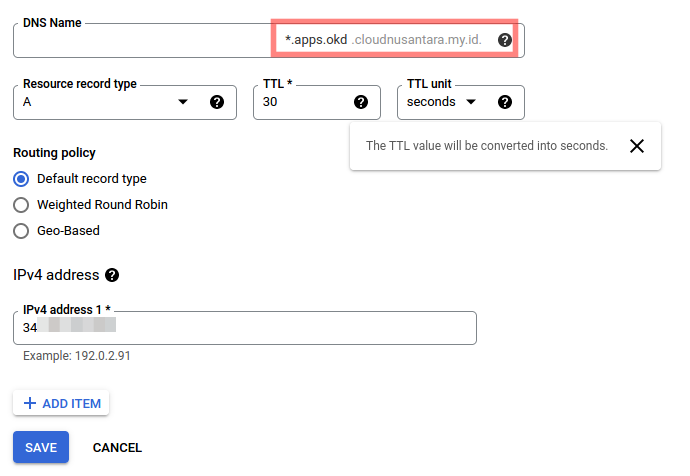 DNS Name
*.apps.okd .cloudnusantara.my.id.
Resource record type
A
TTL *
30
TTL unit
seconds
The TTL value will be converted into seconds.
Routing policy
Default record type
Weighted Round Robin
Geo-Based
IPv4 address
IPv4 address 1 *
34
Example: 192.0.2.91
ADD ITEM
SAVE CANCEL